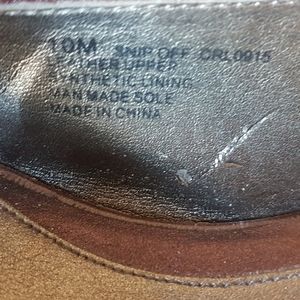 10M SNIP OFF CRL0915
LEATHER UPPER
SYNTHETIC LINING
MAN MADE SOLE
MADE IN CHINA